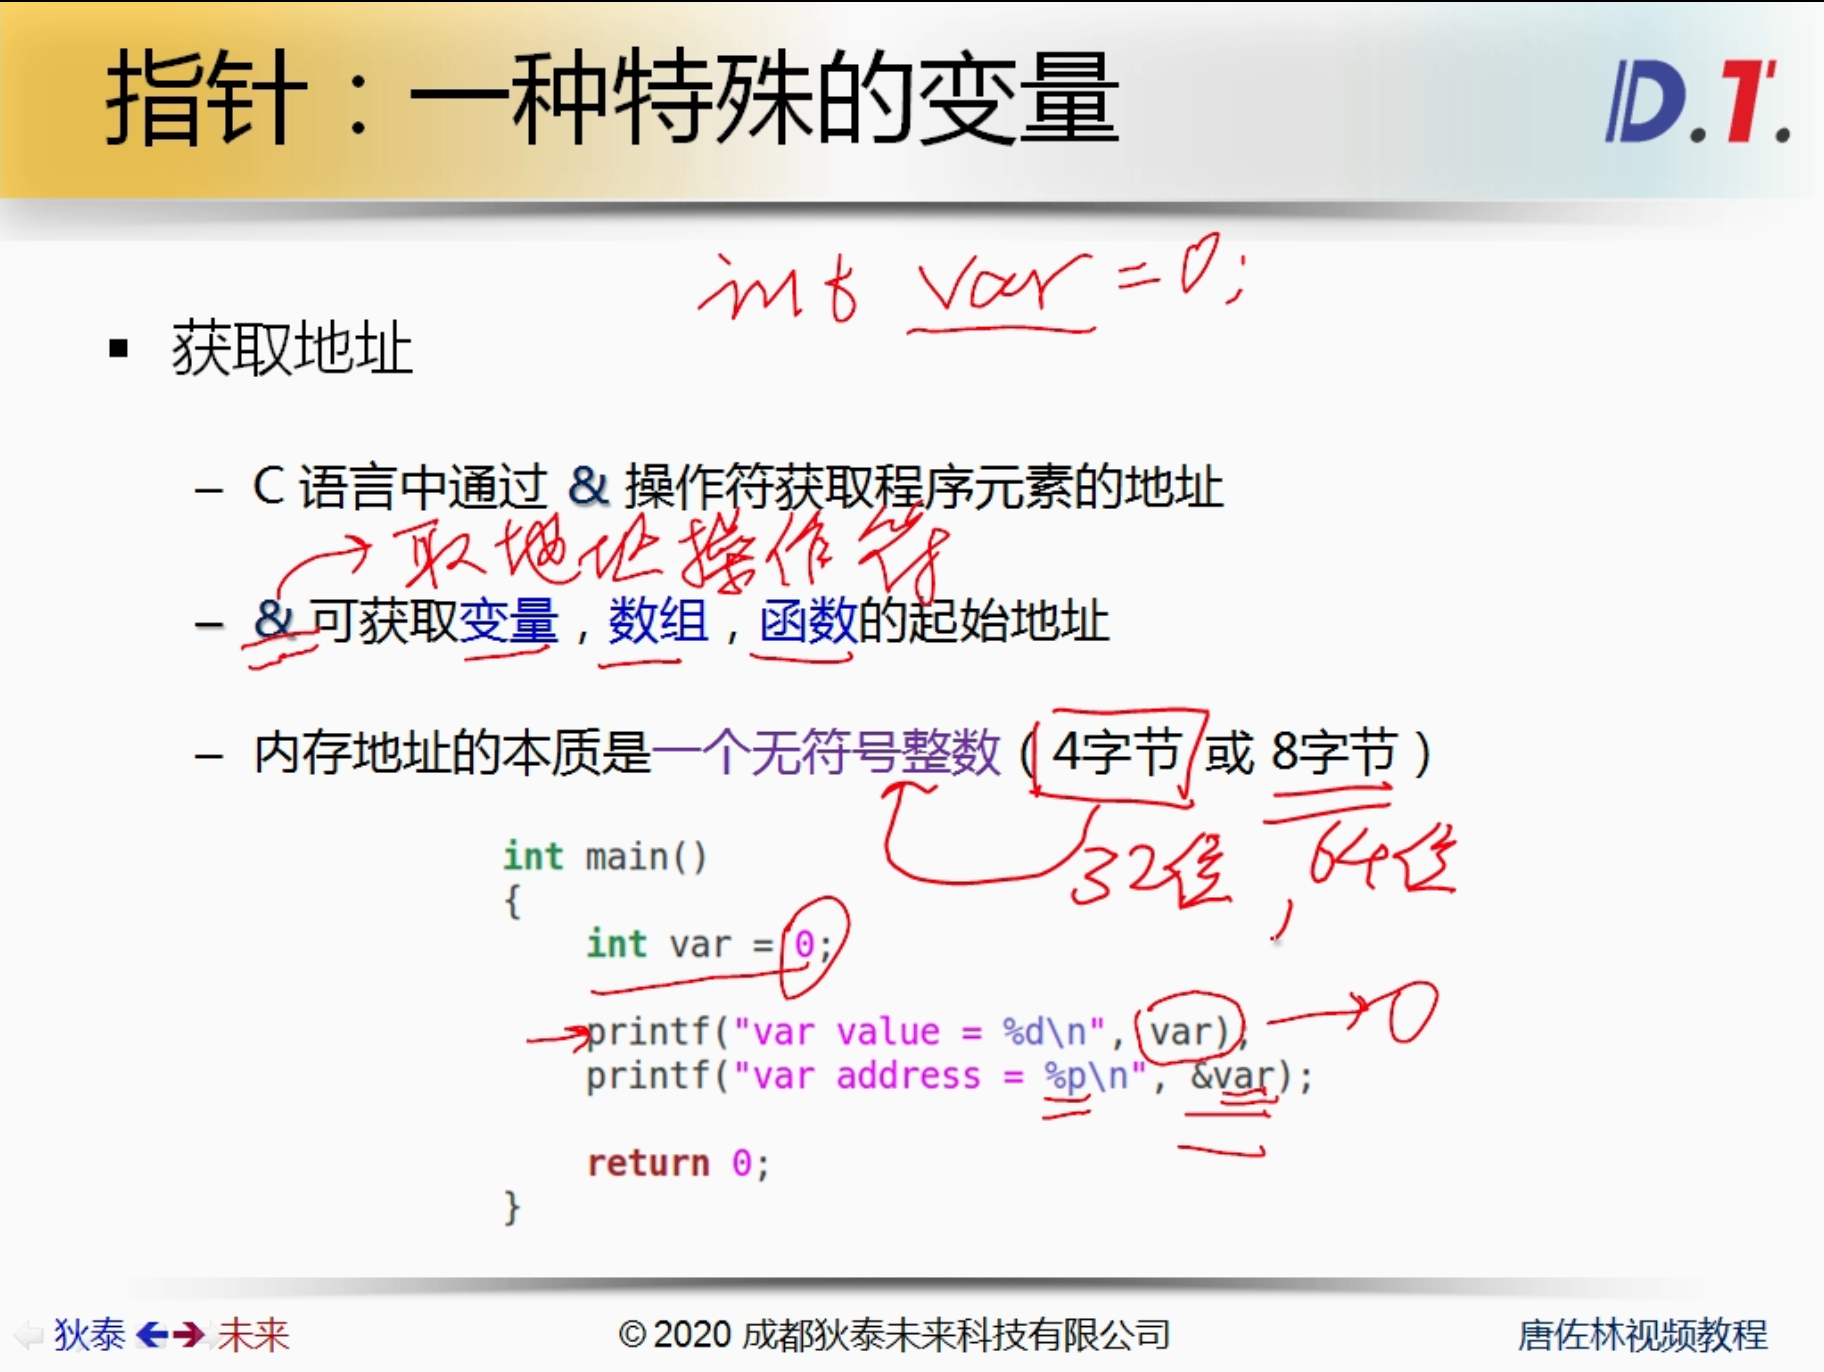 指针：一种特殊的变量
D.T.
int var = 0;
▪ 获取地址
– C 语言中通过 & 操作符获取程序元素的地址
取地址操作符
– & 可获取变量，数组，函数的起始地址
– 内存地址的本质是一个无符号整数（4字节 或 8字节）
32位，64位
int main()
{
int var = 0;
printf("var value = %d\n", var); → 0
printf("var address = %p\n", &var);
return 0;
}
狄泰 未来
©2020 成都狄泰未来科技有限公司
唐佐林视频教程